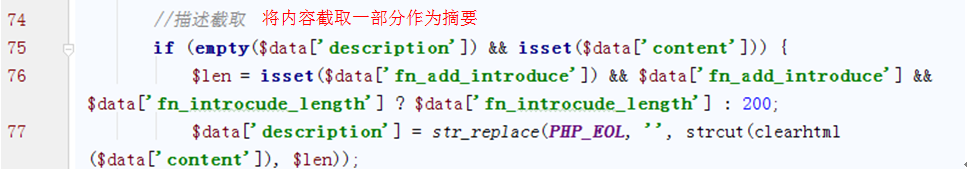 74 //描述截取 将内容截取一部分作为摘要
75 if (empty($data['description']) && isset($data['content'])) {
76 $len = isset($data['fn_add_introduce']) && $data['fn_add_introduce'] &&
$data['fn_introcude_length'] ? $data['fn_introcude_length'] : 200;
77 $data['description'] = str_replace(PHP_EOL, '', strcut(clearhtml
($data['content']), $len));